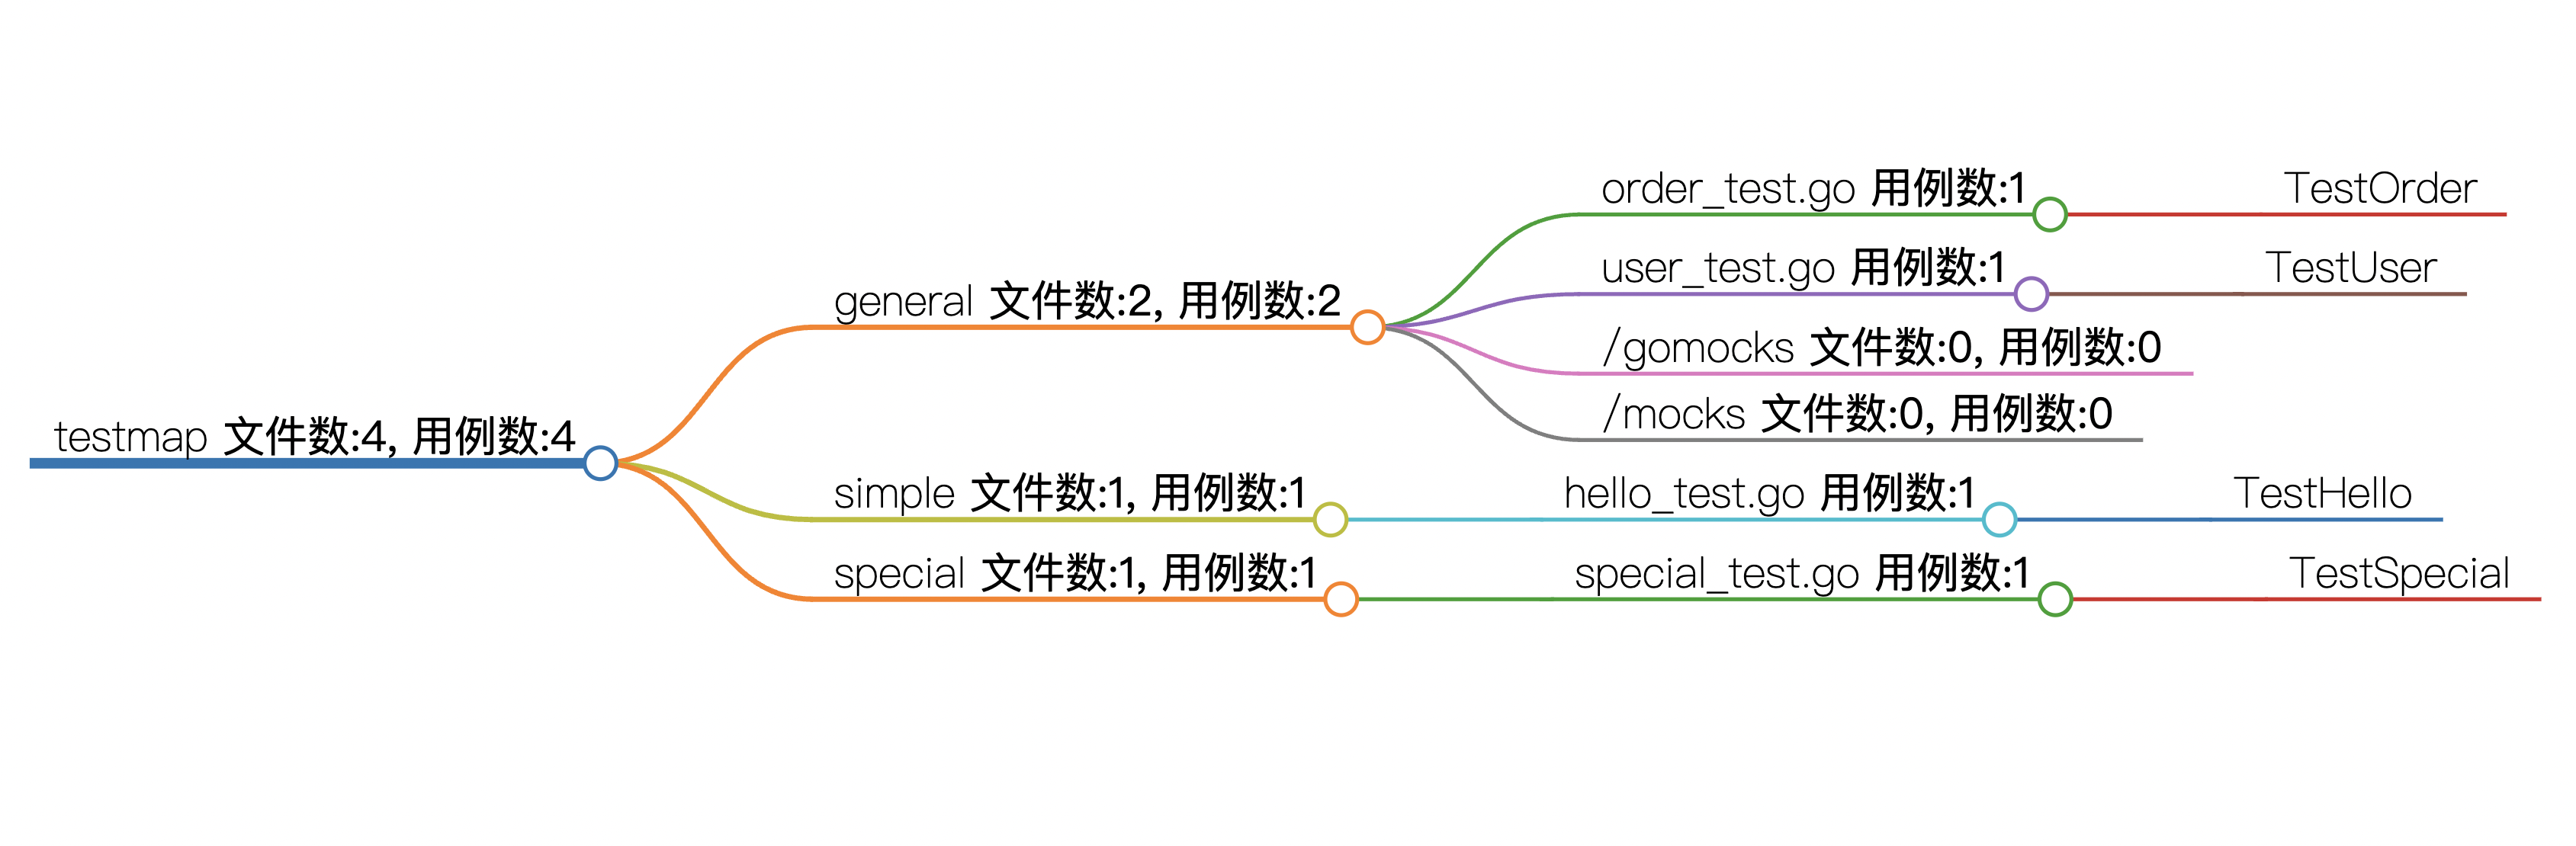 testmap 文件数:4, 用例数:4
general 文件数:2, 用例数:2
order_test.go 用例数:1
TestOrder
user_test.go 用例数:1
TestUser
/gomocks 文件数:0, 用例数:0
/mocks 文件数:0, 用例数:0
simple 文件数:1, 用例数:1
hello_test.go 用例数:1
TestHello
special 文件数:1, 用例数:1
special_test.go 用例数:1
TestSpecial